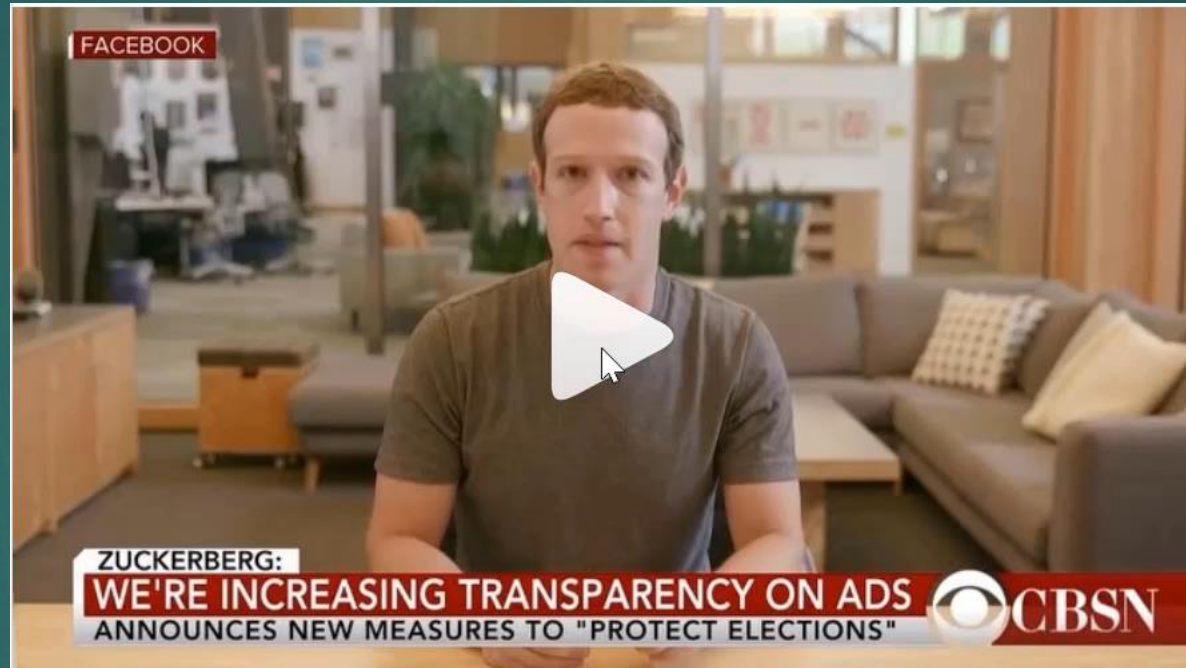 FACEBOOK
ZUCKERBERG:
WE'RE INCREASING TRANSPARENCY ON ADS
ANNOUNCES NEW MEASURES TO "PROTECT ELECTIONS"
CBSN